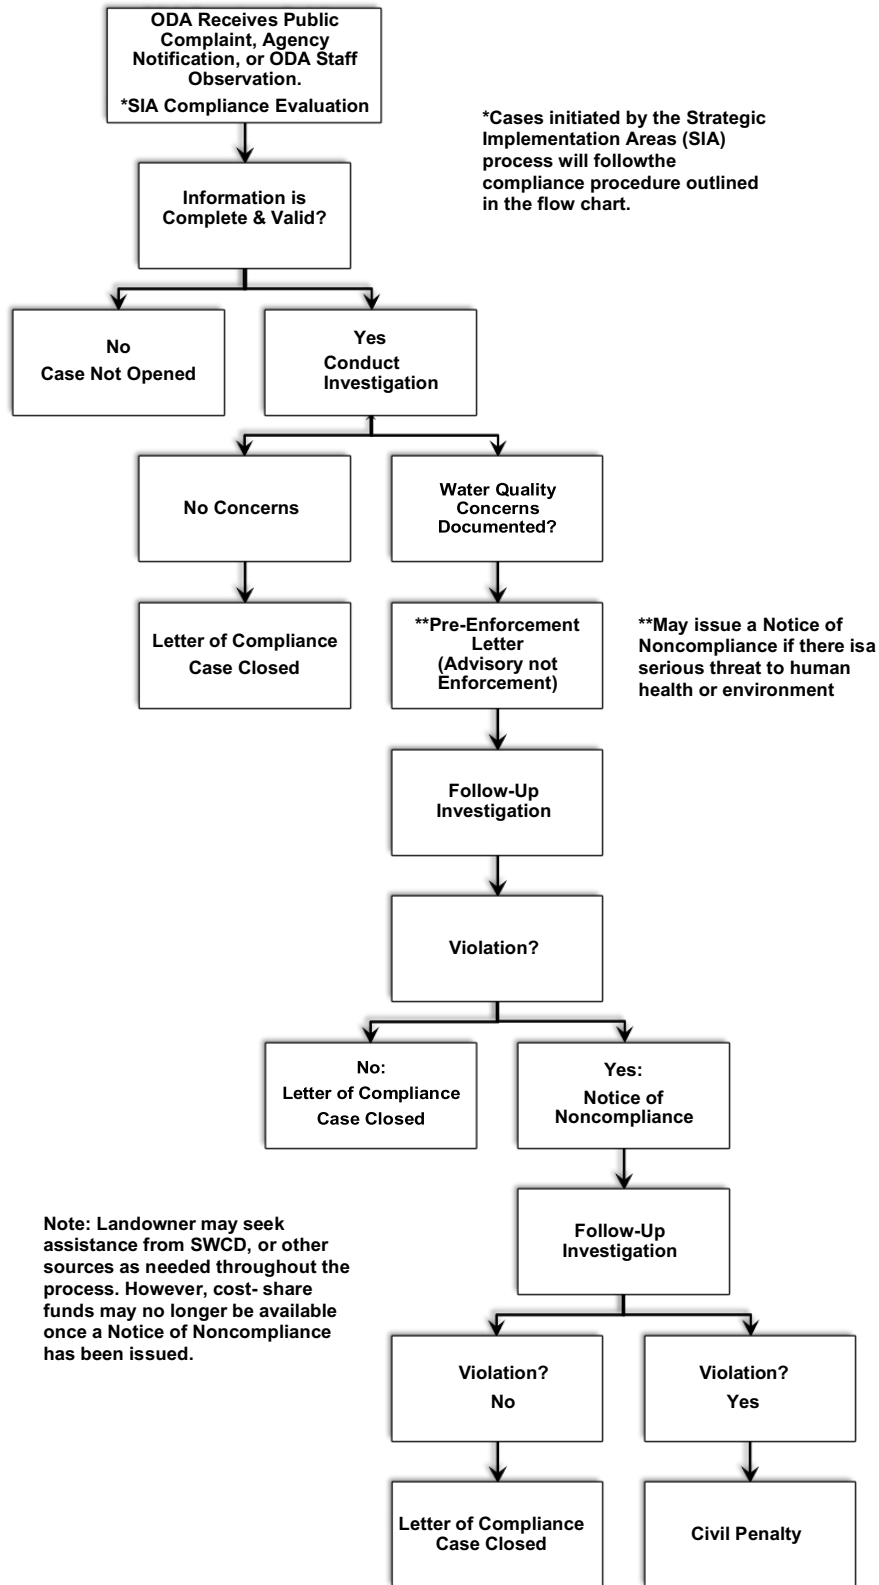 ODA Receives Public
Complaint, Agency
Notification, or ODA Staff
Observation.
*SIA Compliance Evaluation
*Cases initiated by the Strategic
Implementation Areas (SIA)
process will followthe
compliance procedure outlined
in the flow chart.
Information is
Complete & Valid?
No
Case Not Opened
Yes
Conduct
Investigation
No Concerns
Water Quality
Concerns
Documented?
Letter of Compliance
Case Closed
**Pre-Enforcement
Letter
(Advisory not
Enforcement)
**May issue a Notice of
Noncompliance if there isa
serious threat to human
health or environment
Follow-Up
Investigation
Violation?
No:
Letter of Compliance
Case Closed
Yes:
Notice of
Noncompliance
Note: Landowner may seek
assistance from SWCD, or other
sources as needed throughout the
process. However, cost- share
funds may no longer be available
once a Notice of Noncompliance
has been issued.
Follow-Up
Investigation
Violation?
No
Violation?
Yes
Letter of Compliance
Case Closed
Civil Penalty